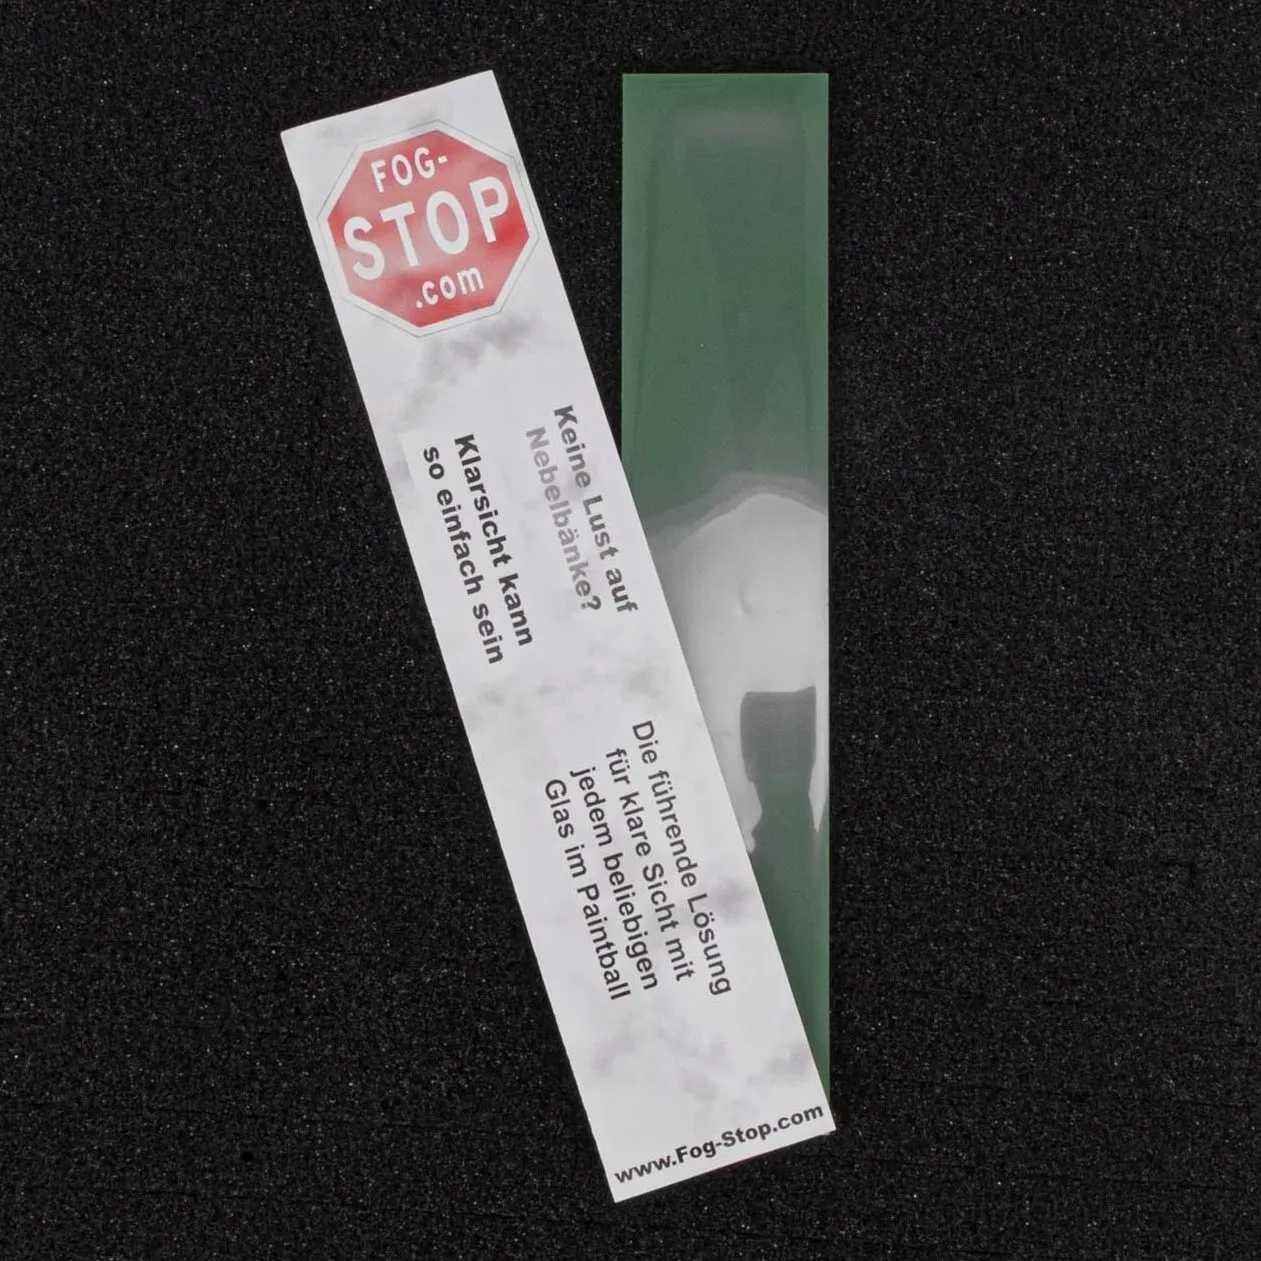 FOG-
STOP
.com
Keine Lust auf
Nebelbänke?
Klarsicht kann
so einfach sein
Die führende Lösung
für klare Sicht mit
jedem beliebigen
Glas im Paintball
www.Fog-Stop.com